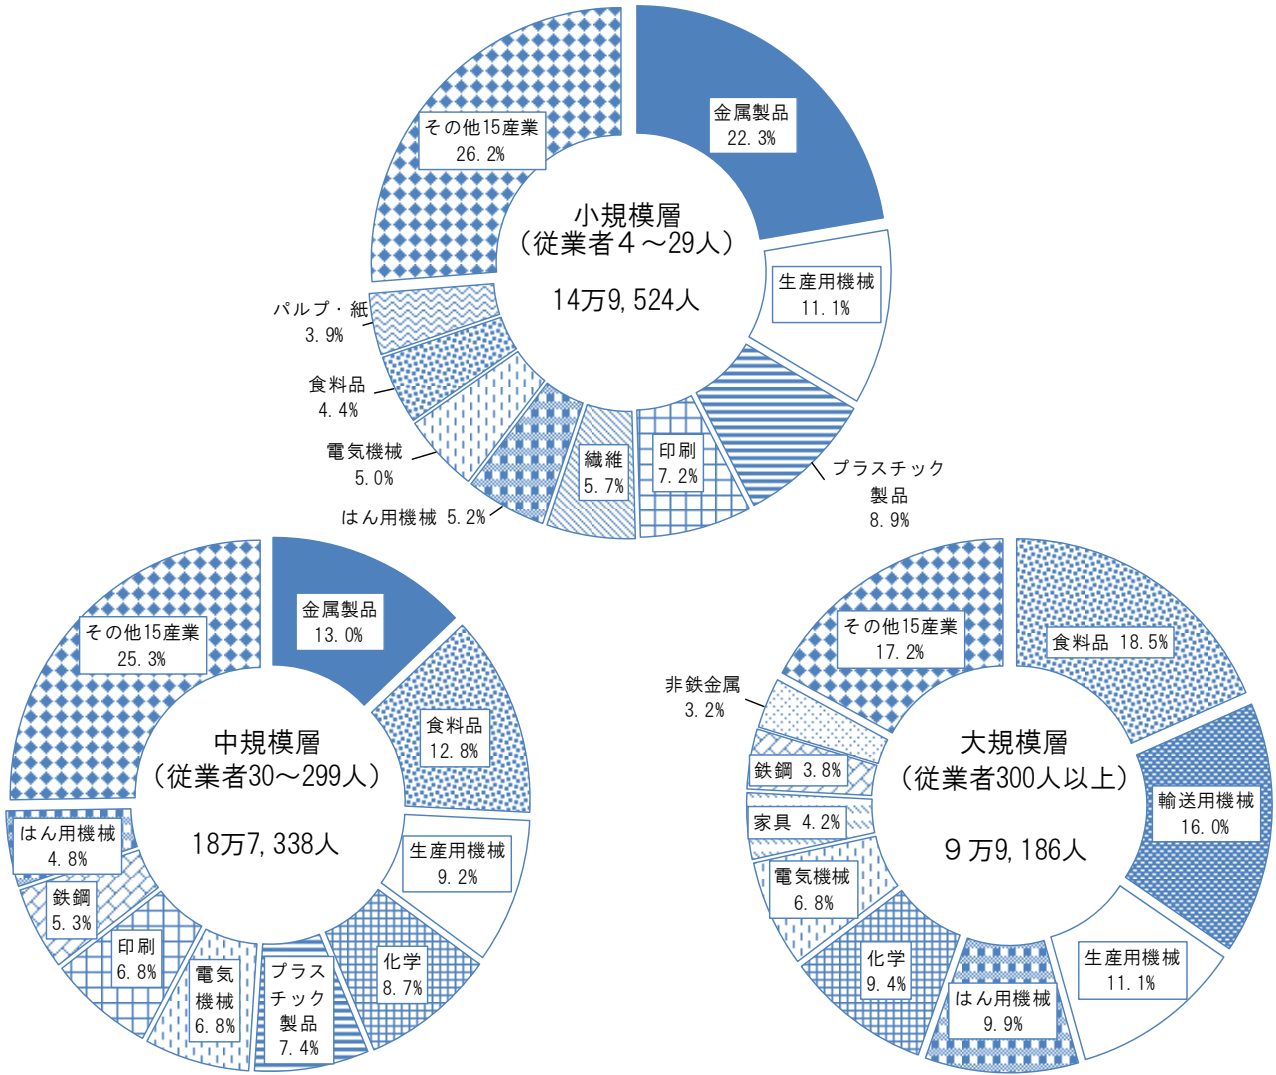 金属製品
22.3%
生産用機械
11.1%
プラスチック
製品
8.9%
印刷
7.2%
繊維
5.7%
はん用機械 5.2%
電気機械
5.0%
食料品
4.4%
パルプ・紙
3.9%
その他15産業
26.2%
小規模層
（従業者４～29人）
14万9,524人
金属製品
13.0%
食料品
12.8%
生産用機械
9.2%
化学
8.7%
プラス
チック
製品
7.4%
電気
機械
6.8%
印刷
6.8%
鉄鋼
5.3%
はん用機械
4.8%
その他15産業
25.3%
中規模層
（従業者30～299人）
18万7,338人
食料品 18.5%
輸送用機械
16.0%
生産用機械
11.1%
はん用機械
9.9%
化学
9.4%
電気機械
6.8%
家具 4.2%
鉄鋼 3.8%
非鉄金属
3.2%
その他15産業
17.2%
大規模層
（従業者300人以上）
９万9,186人